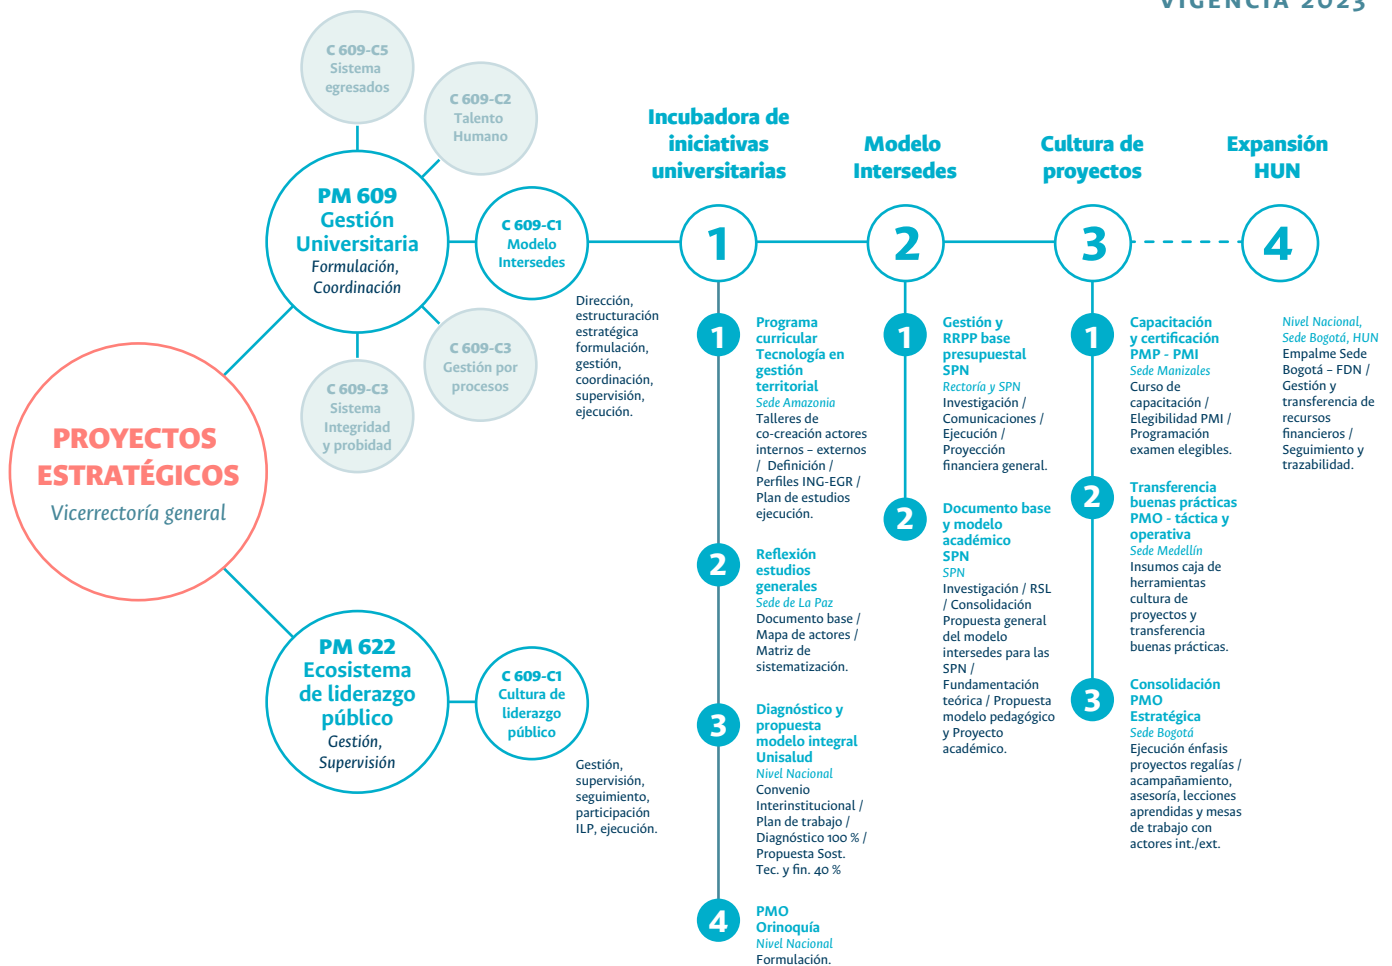 VIGENCIA 2023
C 609-C5
Sistema
egresados
C 609-C2
Talento
Humano
PM 609
Gestión
Universitaria
Formulación,
Coordinación
C 609-C1
Modelo
Intersedes
C 609-C3
Gestión por
procesos
C 609-C3
Sistema
Integridad
y probidad
Dirección,
estructuración
estratégica
formulación,
gestión,
coordinación,
supervisión,
ejecución.
PROYECTOS
ESTRATÉGICOS
Vicerrectoría general
PM 622
Ecosistema
de liderazgo
público
Gestión,
Supervisión
C 609-C1
Cultura de
liderazgo
público
Gestión,
supervisión,
seguimiento,
participación
ILP, ejecución.
Incubadora de
iniciativas
universitarias
1
1
Programa
curricular
Tecnología en
gestión
territorial
Sede Amazonia
Talleres de
co-creación actores
internos – externos
/ Definición /
Perfiles ING-EGR /
Plan de estudios
ejecución.
2
Reflexión
estudios
generales
Sede de La Paz
Documento base /
Mapa de actores /
Matriz de
sistematización.
3
Diagnóstico y
propuesta
modelo integral
Unisalud
Nivel Nacional
Convenio
Interinstitucional /
Plan de trabajo /
Diagnóstico 100 % /
Propuesta Sost.
Tec. y fin. 40 %
4
PMO
Orinoquía
Nivel Nacional
Formulación.
Modelo
Intersedes
2
1
Gestión y
RRPP base
presupuestal
SPN
Rectoría y SPN
Investigación /
Comunicaciones /
Ejecución /
Proyección
financiera general.
2
Documento base
y modelo
académico
SPN
SPN
Investigación / RSL
/ Consolidación
Propuesta general
del modelo
intersedes para las
SPN /
Fundamentación
teórica / Propuesta
modelo pedagógico
y Proyecto
académico.
Cultura de
proyectos
3
1
Capacitación
y certificación
PMP - PMI
Sede Manizales
Curso de
capacitación /
Elegibilidad PMI /
Programación
examen elegibles.
2
Transferencia
buenas prácticas
PMO - táctica y
operativa
Sede Medellín
Insumos caja de
herramientas
cultura de
proyectos y
transferencia
buenas prácticas.
3
Consolidación
PMO
Estratégica
Sede Bogotá
Ejecución énfasis
proyectos regalías /
acampañamiento,
asesoría, lecciones
aprendidas y mesas
de trabajo con
actores int./ext.
Expansión
HUN
4
Nivel Nacional,
Sede Bogotá, HUN
Empalme Sede
Bogotá – FDN /
Gestión y
transferencia de
recursos
financieros /
Seguimiento y
trazabilidad.